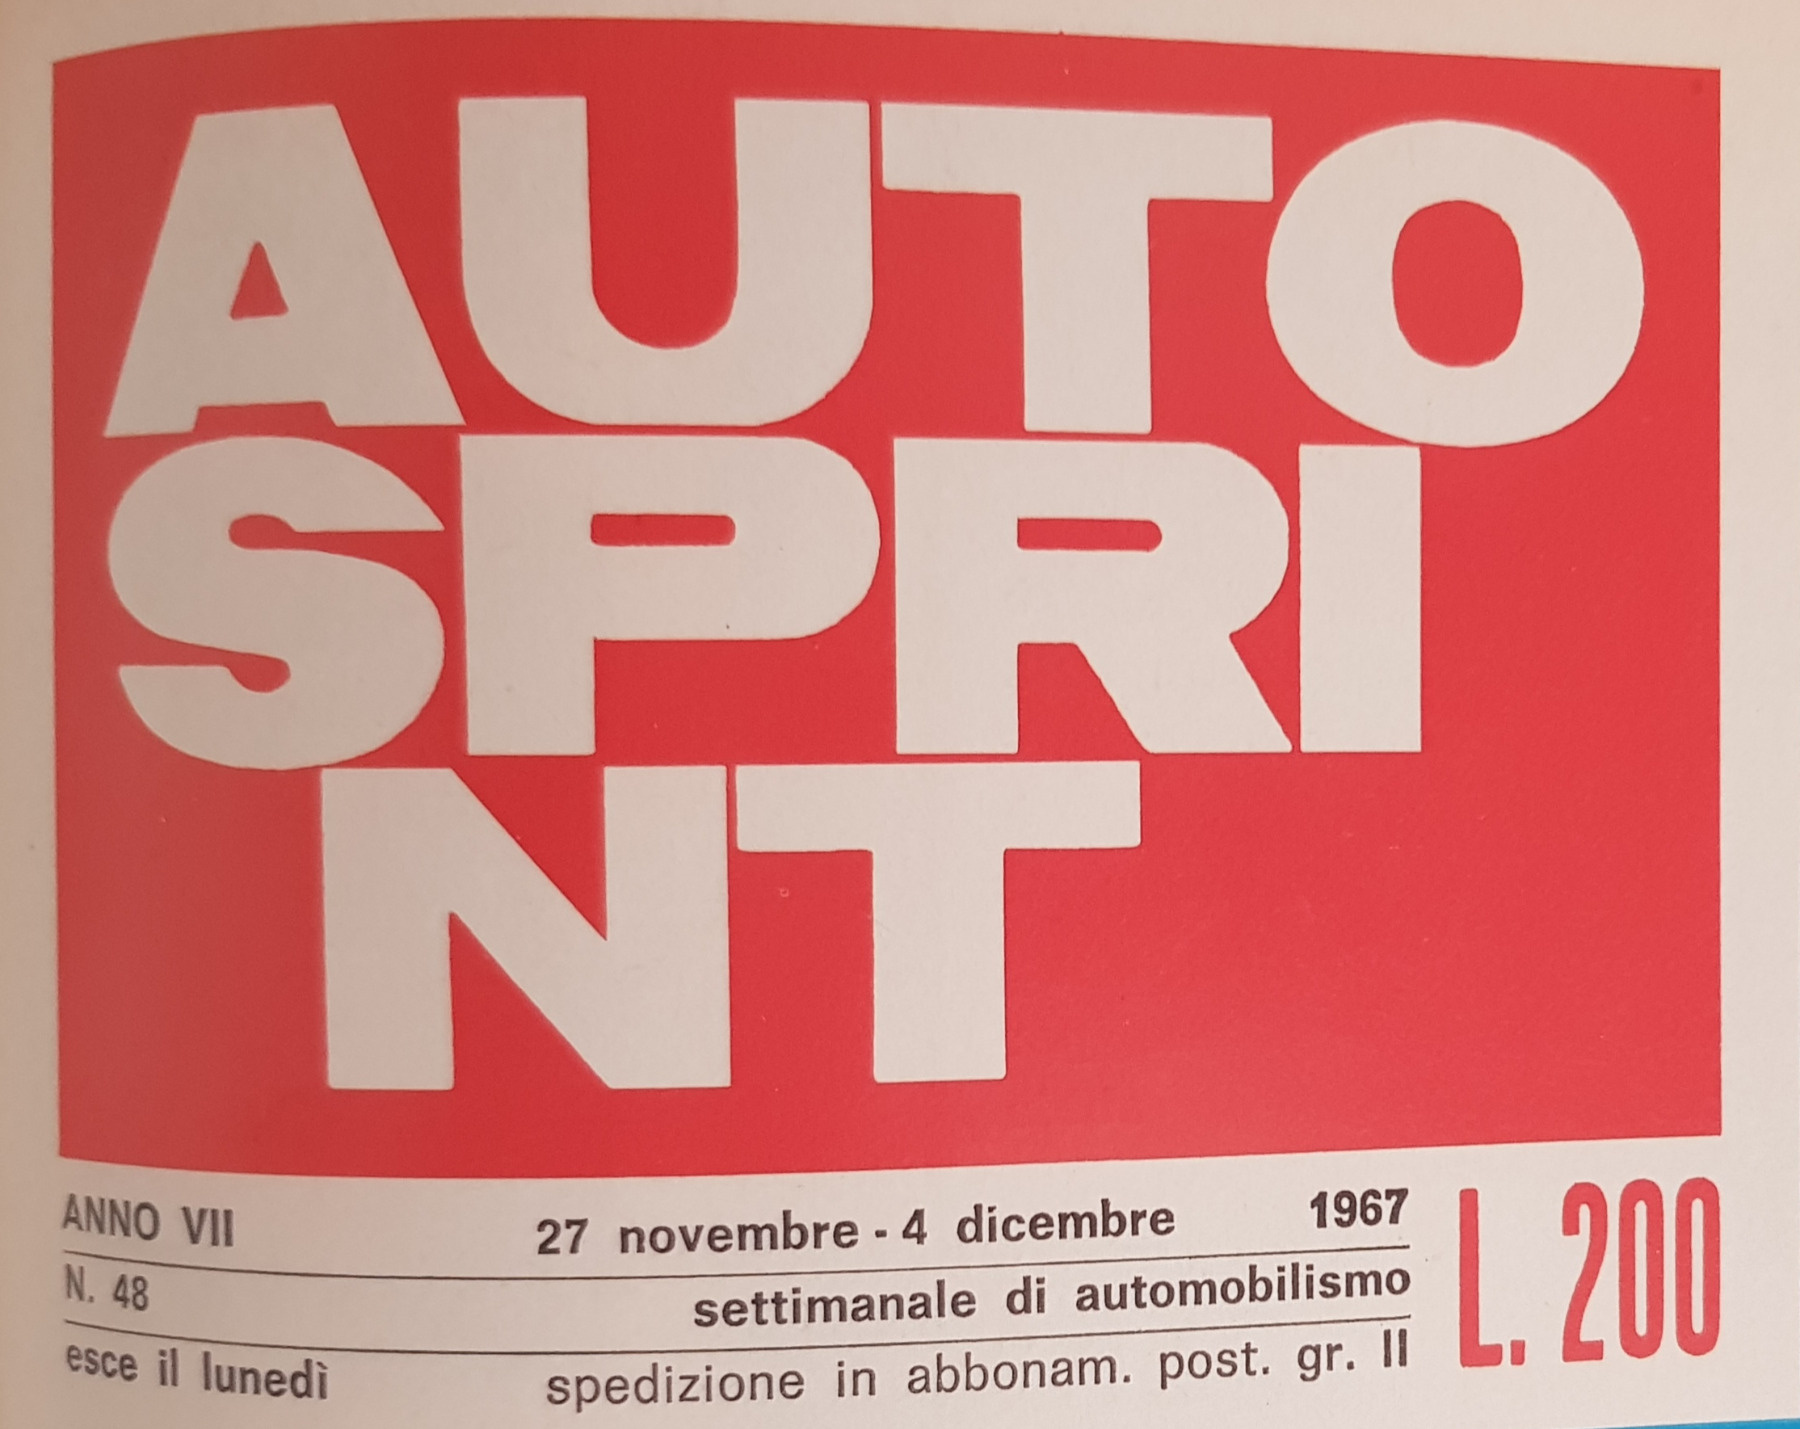 AUTO
SPRI
NT
ANNO VII 27 novembre - 4 dicembre 1967
N. 48 settimanale di automobilismo
esce il lunedì spedizione in abbonam. post. gr. II
L. 200